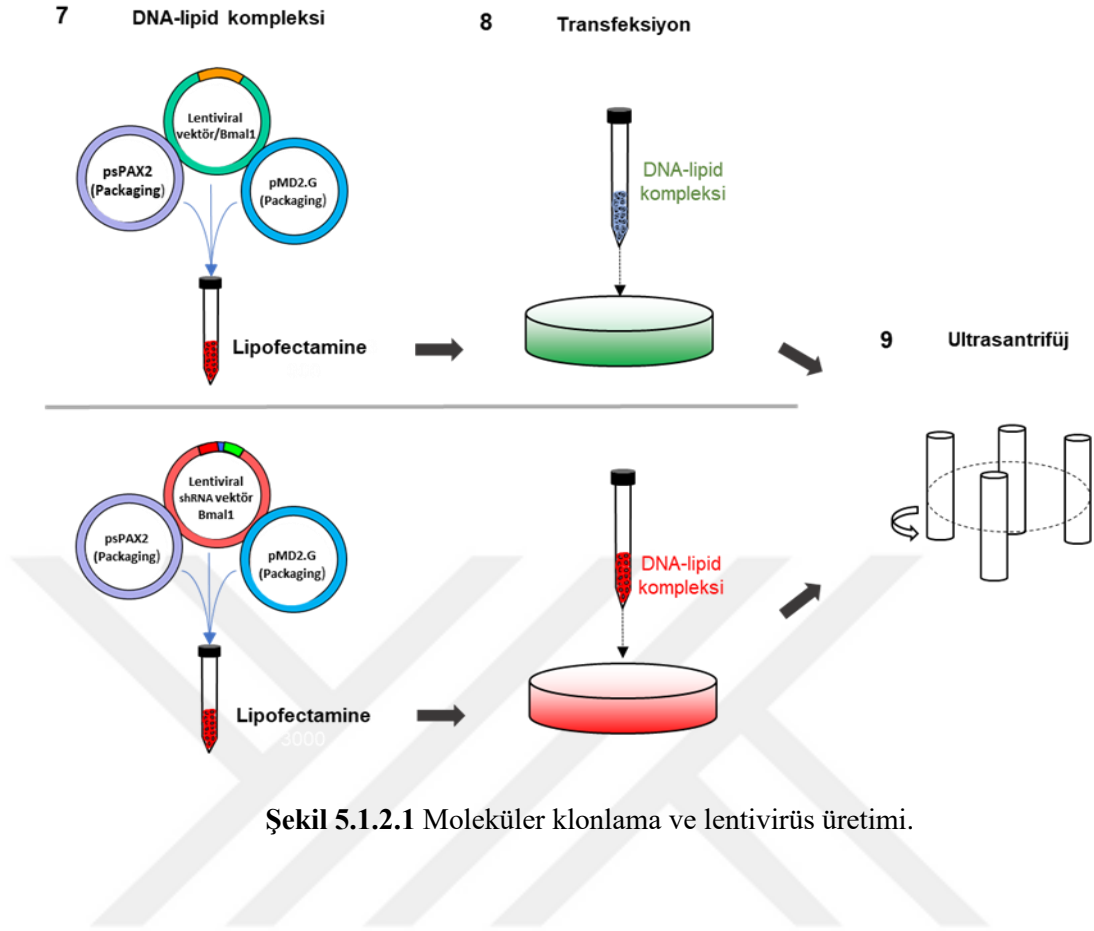 7 DNA-lipid kompleksi
8 Transfeksiyon
Lentiviral
vektör/Bmal1
psPAX2
(Packaging)
pMD2.G
(Packaging)
Lipofectamine
DNA-lipid
kompleksi
9 Ultrasantrifüj
Lentiviral
shRNA vektör
Bmal1
psPAX2
(Packaging)
pMD2.G
(Packaging)
Lipofectamine
3000
DNA-lipid
kompleksi
Şekil 5.1.2.1 Moleküler klonlama ve lentivirüs üretimi.